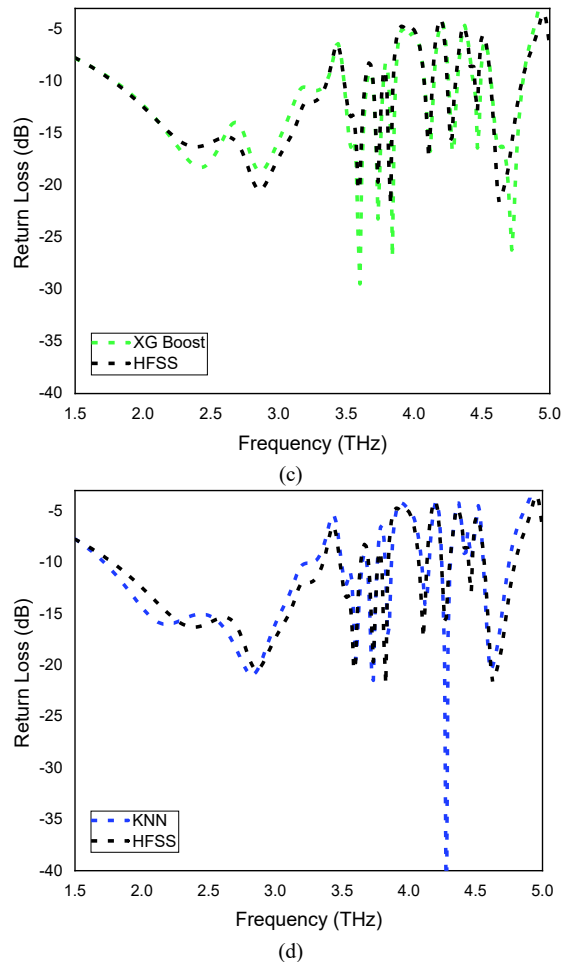 -5
-10
-15
-20
-25
-30
-35
-40
Return Loss (dB)
XG Boost
HFSS
1.5 2.0 2.5 3.0 3.5 4.0 4.5 5.0
Frequency (THz)
(c)
-5
-10
-15
-20
-25
-30
-35
-40
Return Loss (dB)
KNN
HFSS
1.5 2.0 2.5 3.0 3.5 4.0 4.5 5.0
Frequency (THz)
(d)